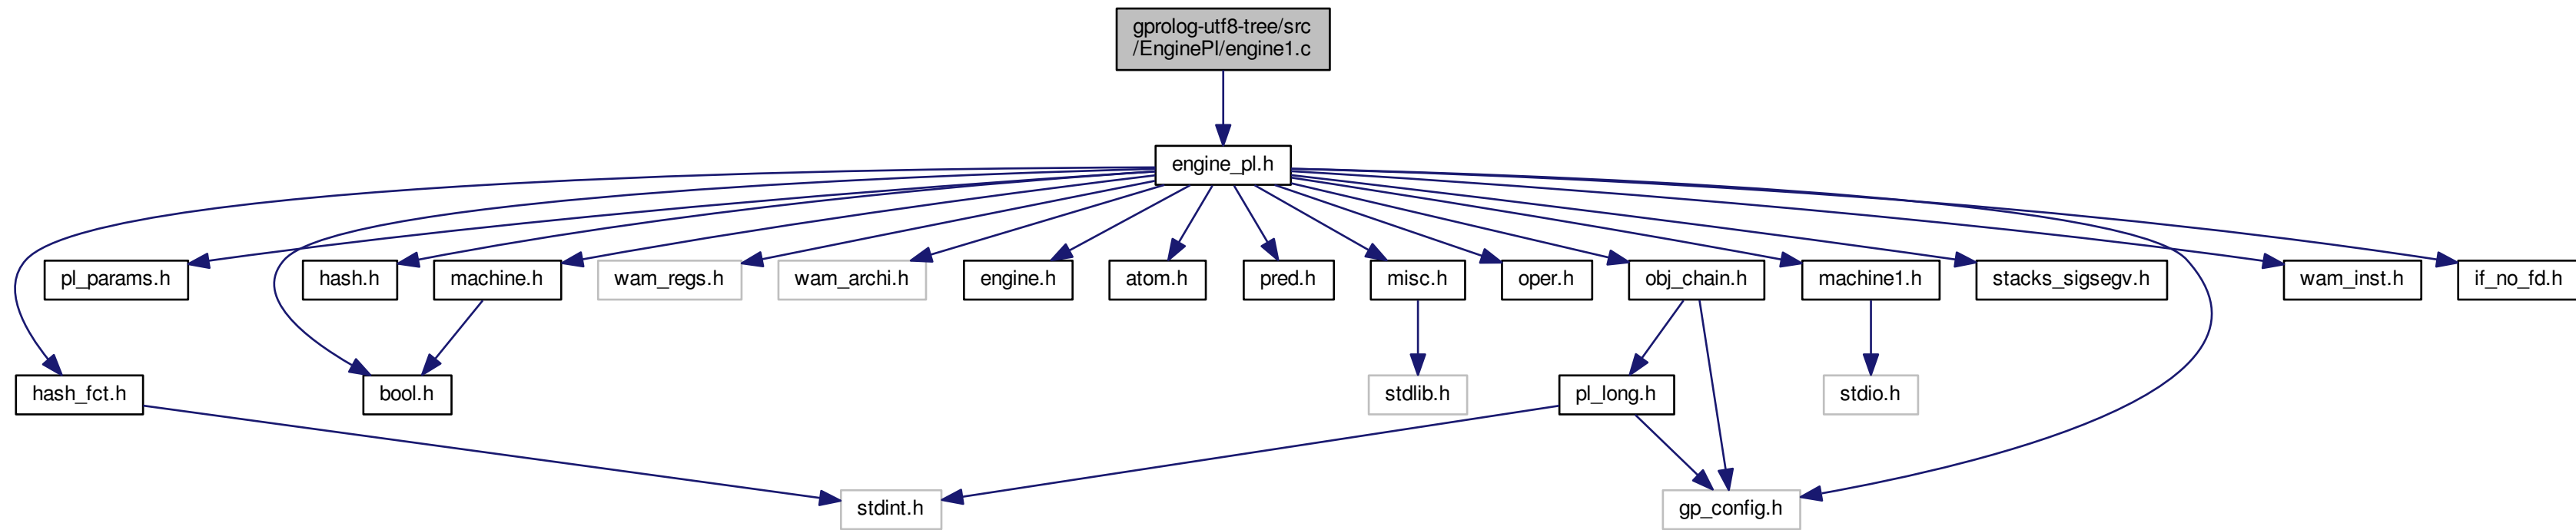 gprolog-utf8-tree/src
/EnginePl/engine1.c
engine_pl.h
pl_params.h
hash.h
machine.h
wam_regs.h
wam_archi.h
engine.h
atom.h
pred.h
misc.h
oper.h
obj_chain.h
machine1.h
stacks_sigsegv.h
wam_inst.h
if_no_fd.h
hash_fct.h
bool.h
stdlib.h
pl_long.h
stdio.h
stdint.h
gp_config.h